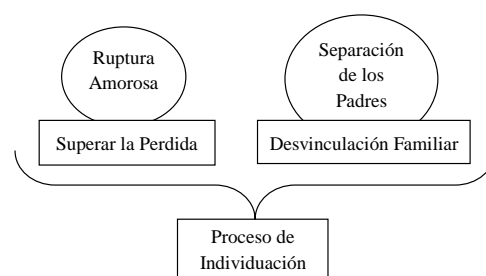 Ruptura
Amorosa
Separación
de los
Padres
Superar la Perdida
Desvinculación Familiar
Proceso de
Individuación